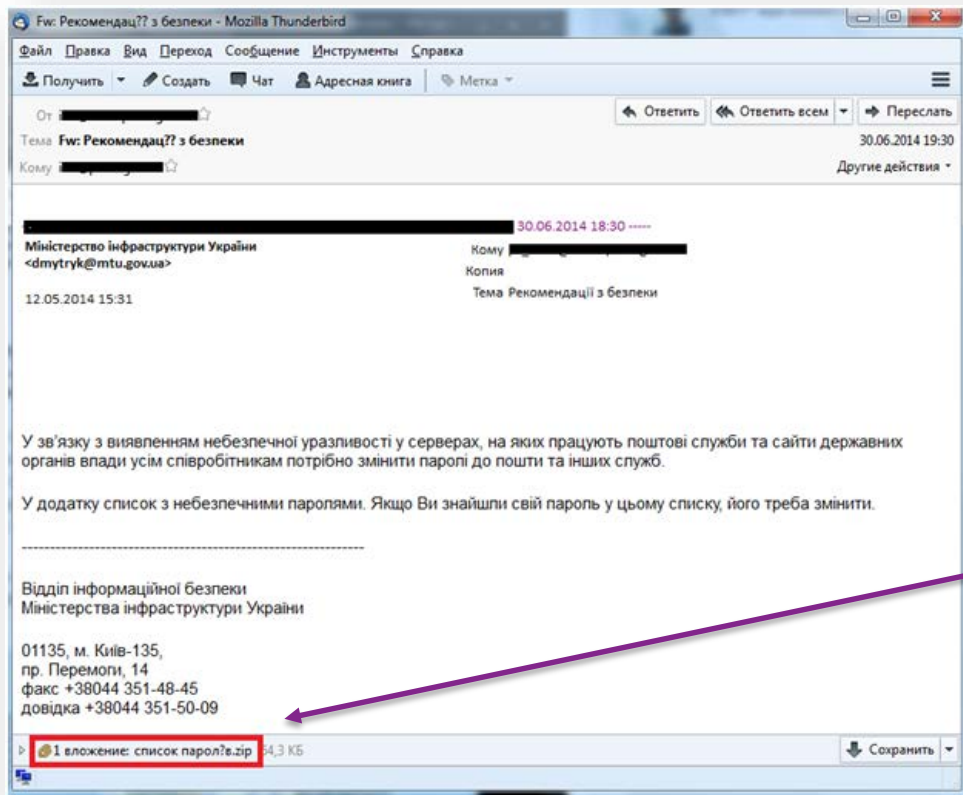 Fw: Рекомендац?? з безпеки - Mozilla Thunderbird
Файл Правка Вид Переход Сообщение Инструменты Справка
Получить Создать Чат Адресная книга Метка
От
Ответить Ответить всем Переслать
Тема Fw: Рекомендац?? з безпеки
30.06.2014 19:30
Кому
Другие действия
30.06.2014 18:30 -----
Міністерство інфраструктури України
<dmytryk@mtu.gov.ua>
Кому
Копия
12.05.2014 15:31
Тема Рекомендації з безпеки
У зв'язку з виявленням небезпечної уразливості у серверах, на яких працують поштові служби та сайти державних
органів влади усім співробітникам потрібно змінити паролі до пошти та інших служб.
У додатку список з небезпечними паролями. Якщо Ви знайшли свій пароль у цьому списку, його треба змінити.
--------------------------------------------------------------
Відділ інформаційної безпеки
Міністерства інфраструктури України
01135, м. Київ-135,
пр. Перемоги, 14
факс +38044 351-48-45
довідка +38044 351-50-09
1 вложение: список парол?в.zip 4,3 КБ
Сохранить